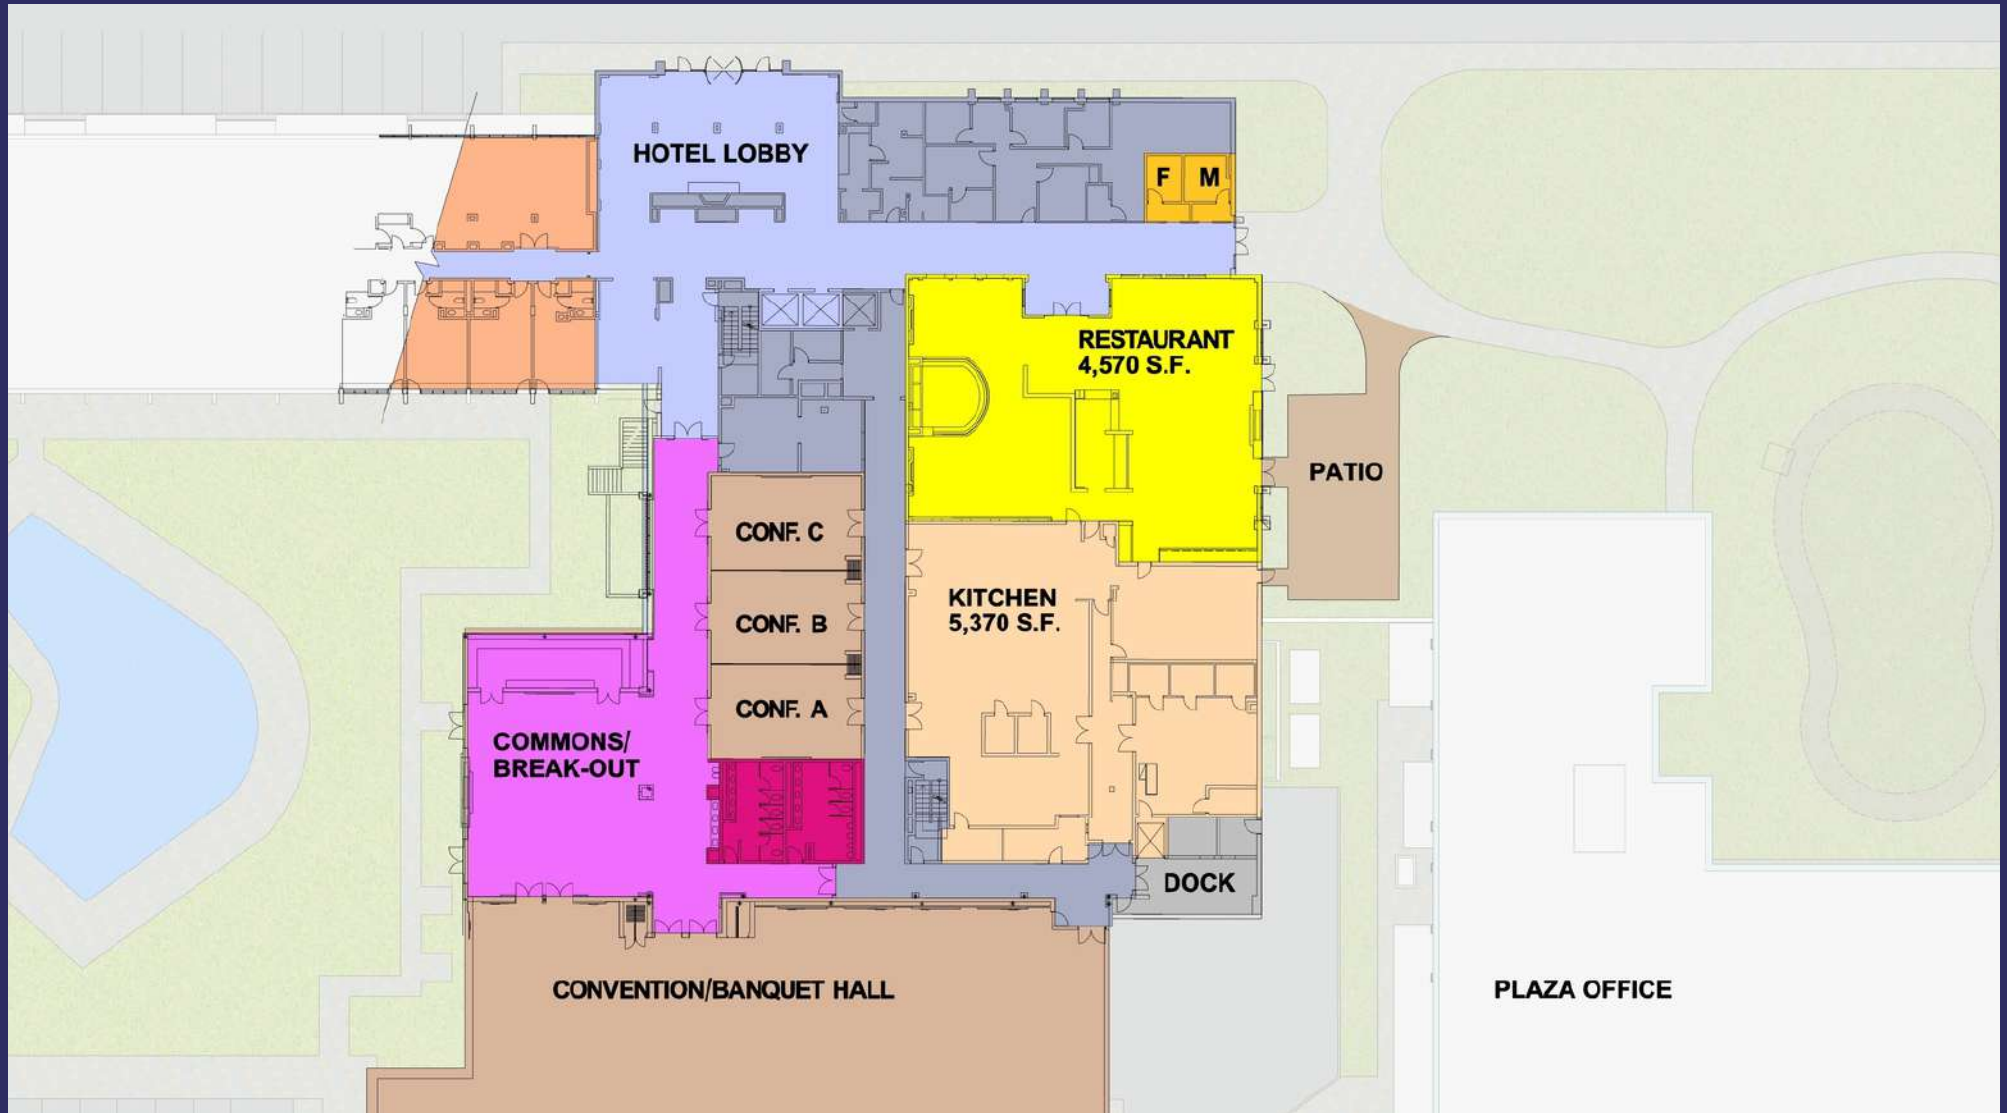 HOTEL LOBBY
F
M
RESTAURANT
4,570 S.F.
PATIO
CONF. C
CONF. B
KITCHEN
5,370 S.F.
CONF. A
COMMONS/
BREAK-OUT
DOCK
CONVENTION/BANQUET HALL
PLAZA OFFICE